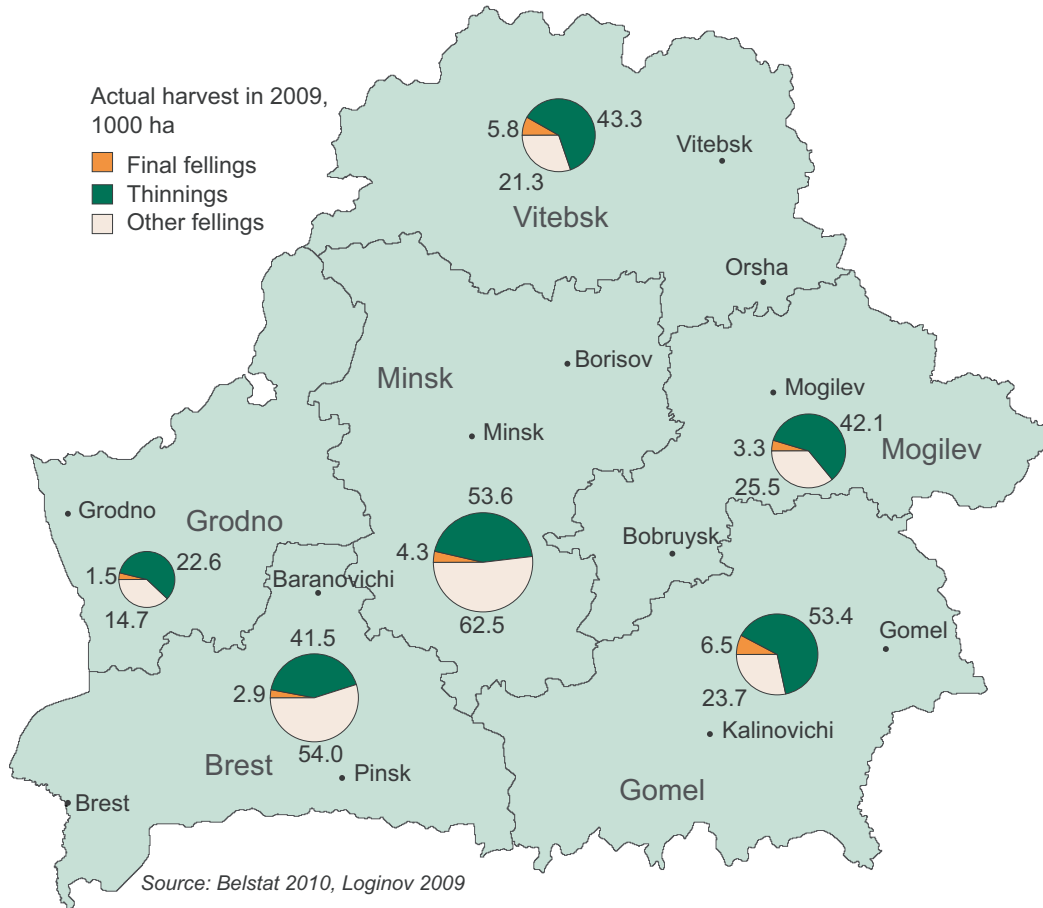 Actual harvest in 2009,
1000 ha
Final fellings
Thinnings
Other fellings
5.8
43.3
21.3
Vitebsk
Vitebsk
Orsha
Minsk
Borisov
Minsk
53.6
4.3
62.5
Mogilev
42.1
3.3
25.5
Mogilev
Bobruysk
Grodno
Grodno
1.5
22.6
14.7
Baranovichi
41.5
2.9
54.0
Brest
Pinsk
Brest
53.4
6.5
23.7
Gomel
Kalinovichi
Gomel
Source: Belstat 2010, Loginov 2009